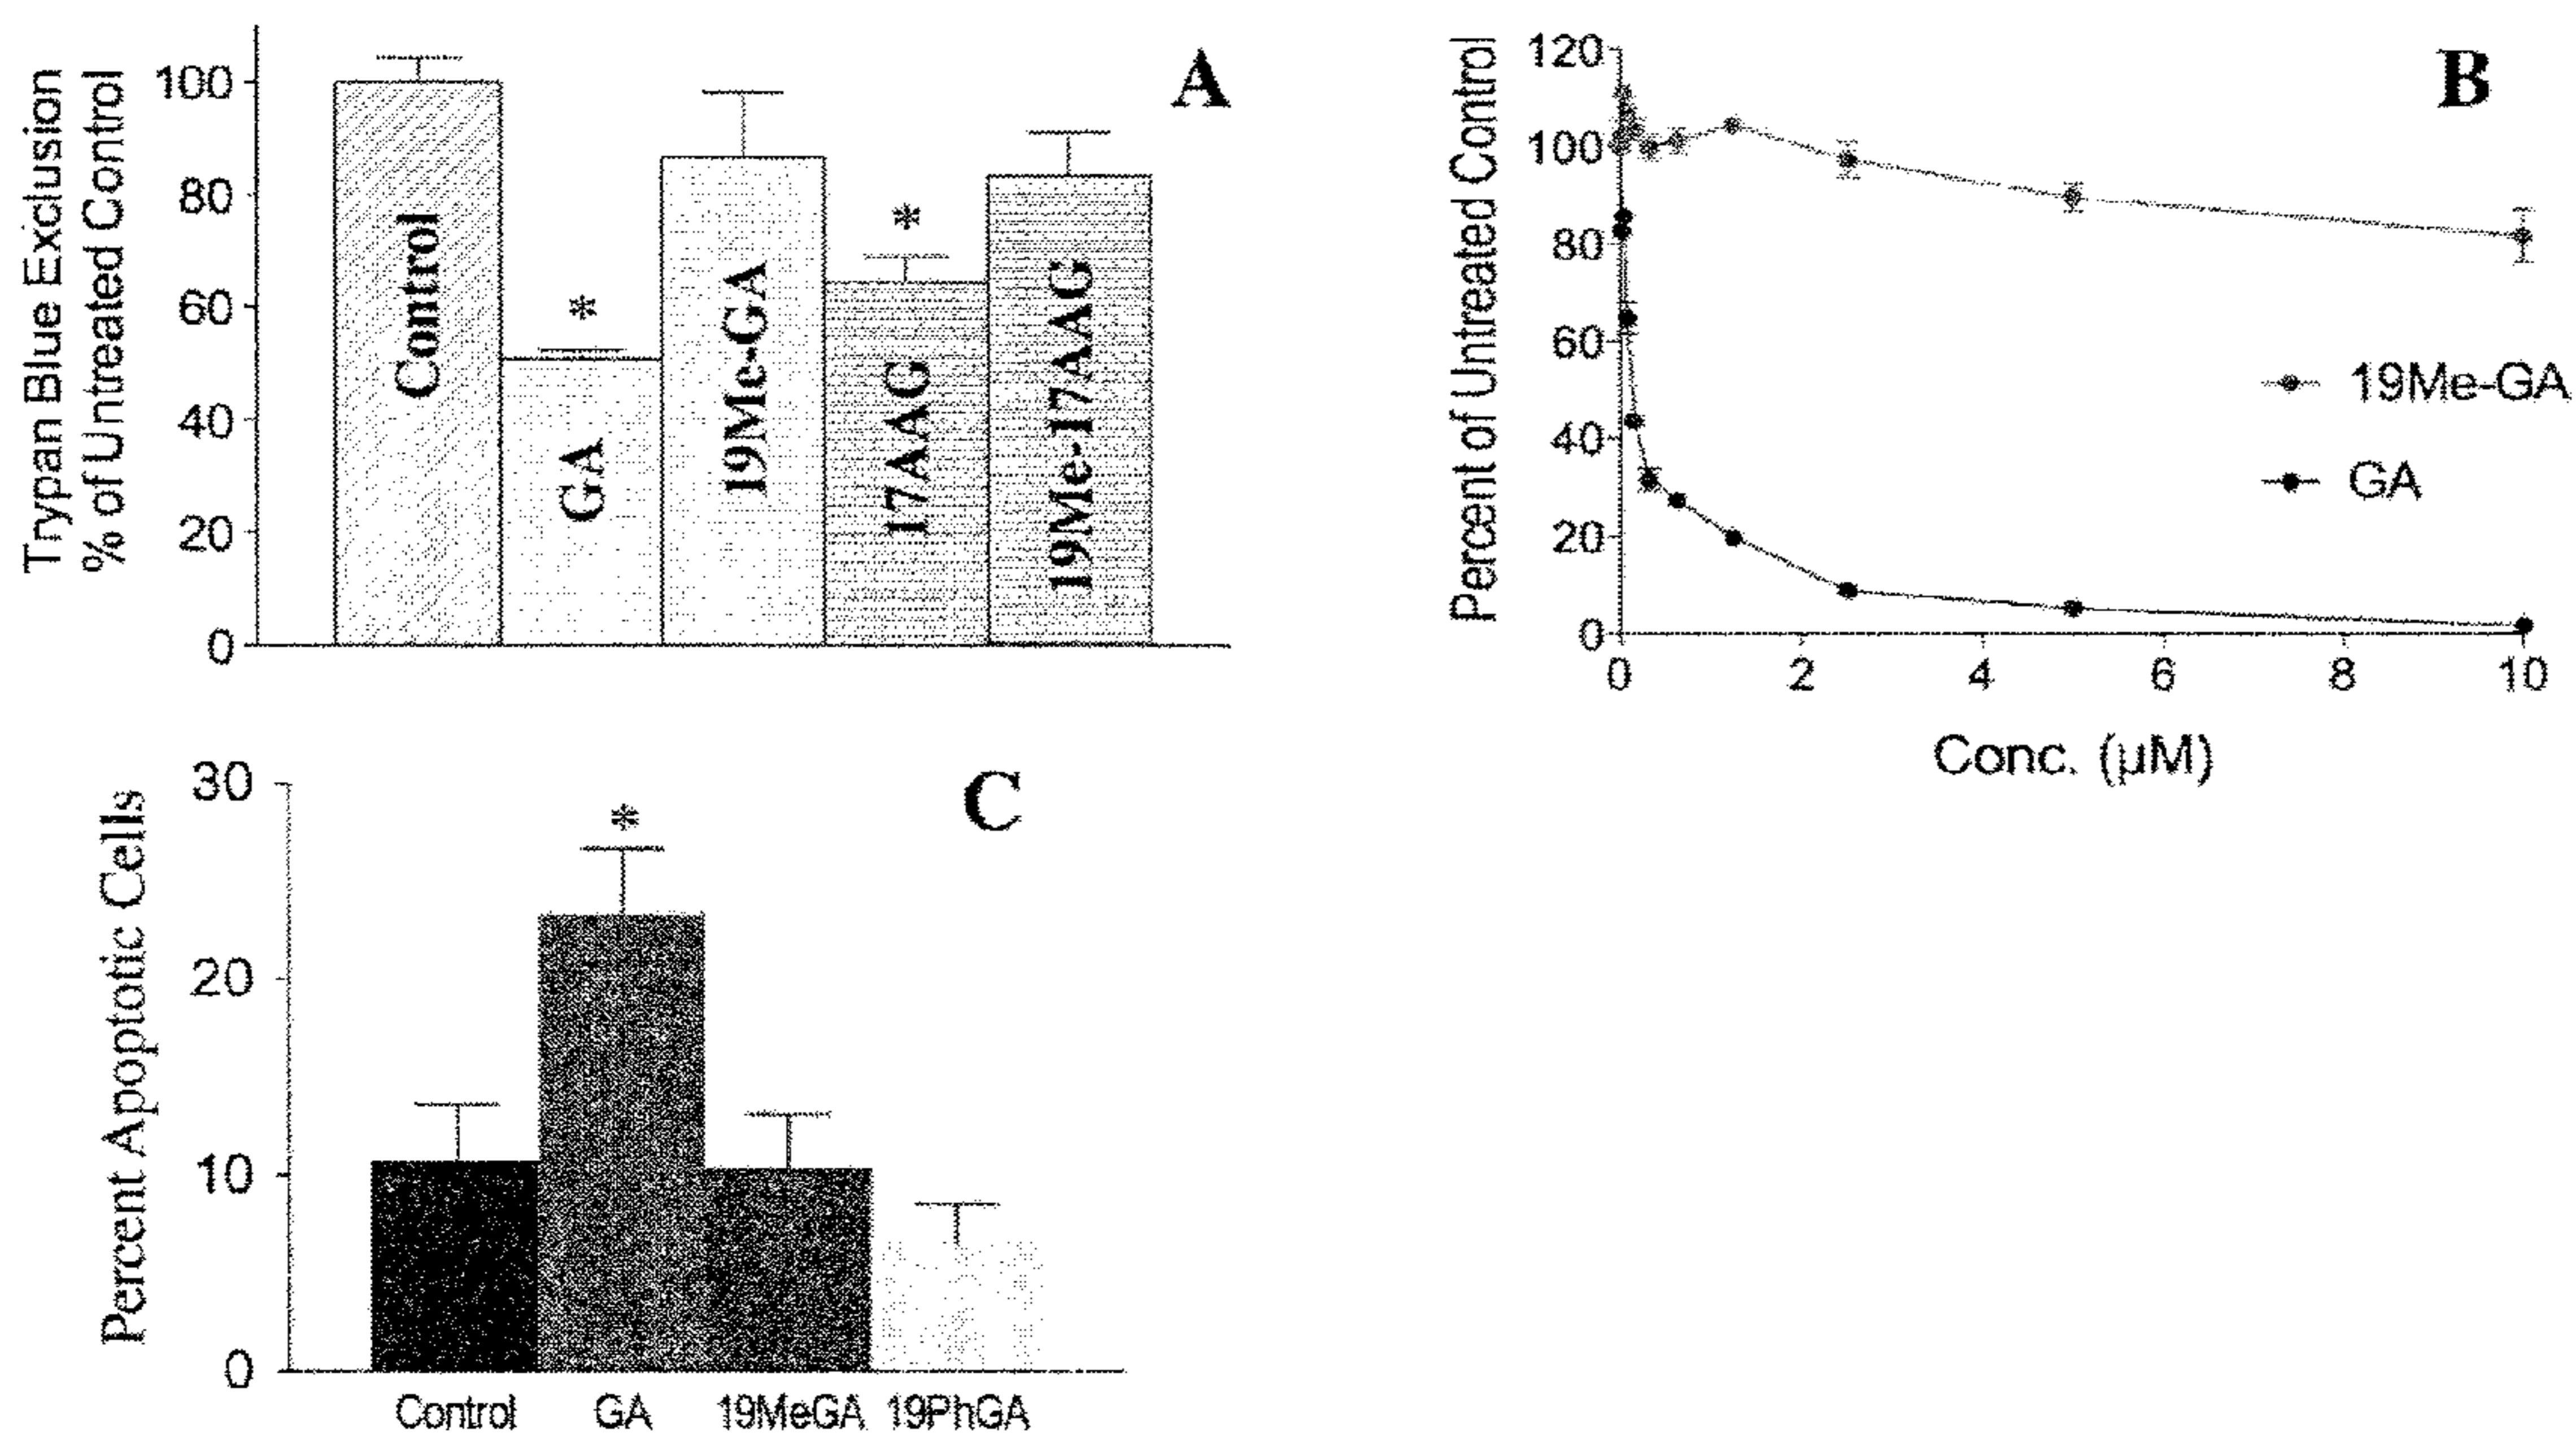 Trypan Blue Exclusion
% of Untreated Control
100
80
60
40
20
0
Control
*
GA
19Me-GA
*
17AAG
19Me-17AAG
A
Percent of Untreated Control
120
100
80
60
40
20
0
0 2 4 6 8 10
Conc. (µM)
19Me-GA
GA
B
Percent Apoptotic Cells
30
20
10
0
*
Control GA 19MeGA 19PhGA
C